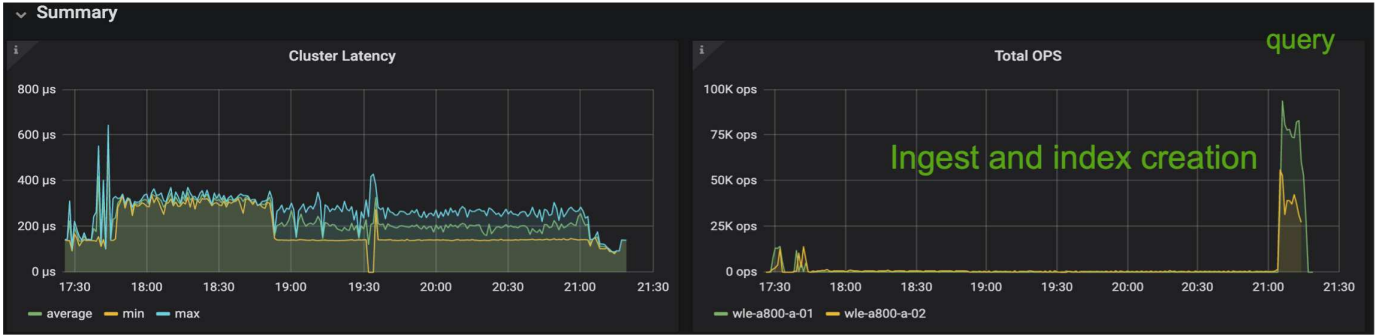 Summary
i
Cluster Latency
800 µs
600 µs
400 µs
200 µs
0 µs
17:30 18:00 18:30 19:00 19:30 20:00 20:30 21:00 21:30
average min max
i
query
Total OPS
100K ops
75K ops
Ingest and index creation
50K ops
25K ops
0 ops
17:30 18:00 18:30 19:00 19:30 20:00 20:30 21:00 21:30
wle-a800-a-01 wle-a800-a-02